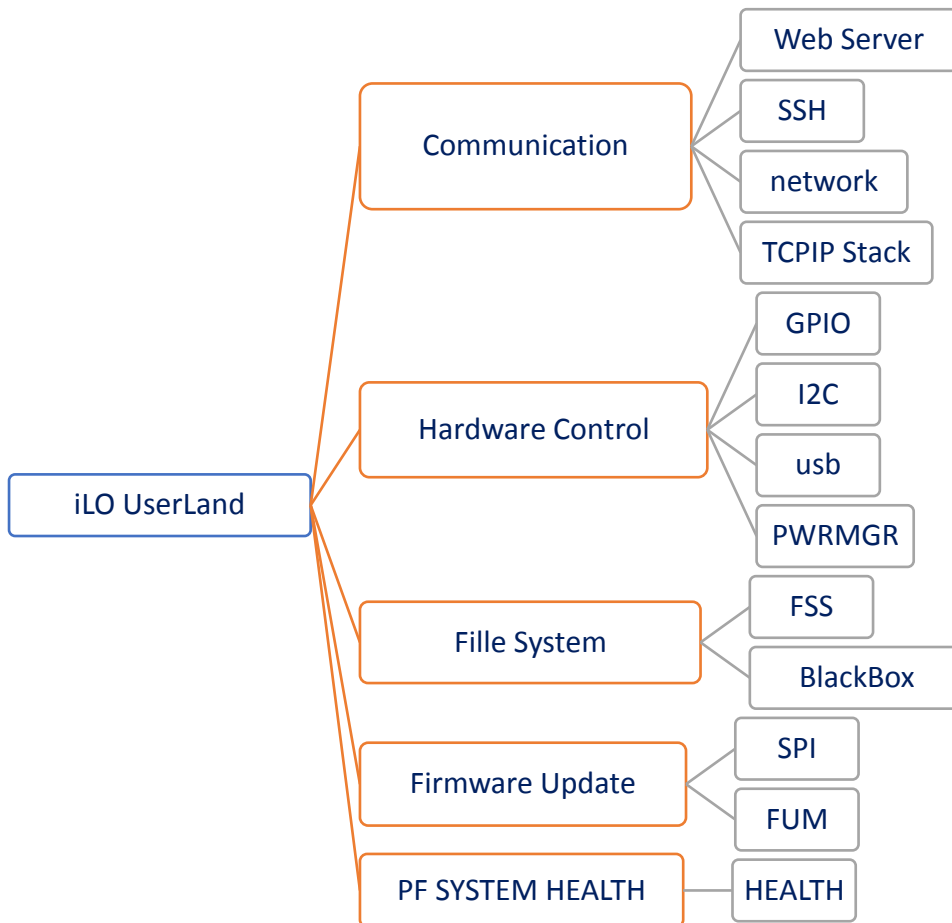 iLO UserLand
Communication
Web Server
SSH
network
TCPIP Stack
Hardware Control
GPIO
I2C
usb
PWRMGR
Fille System
FSS
BlackBox
Firmware Update
SPI
FUM
PF SYSTEM HEALTH
HEALTH